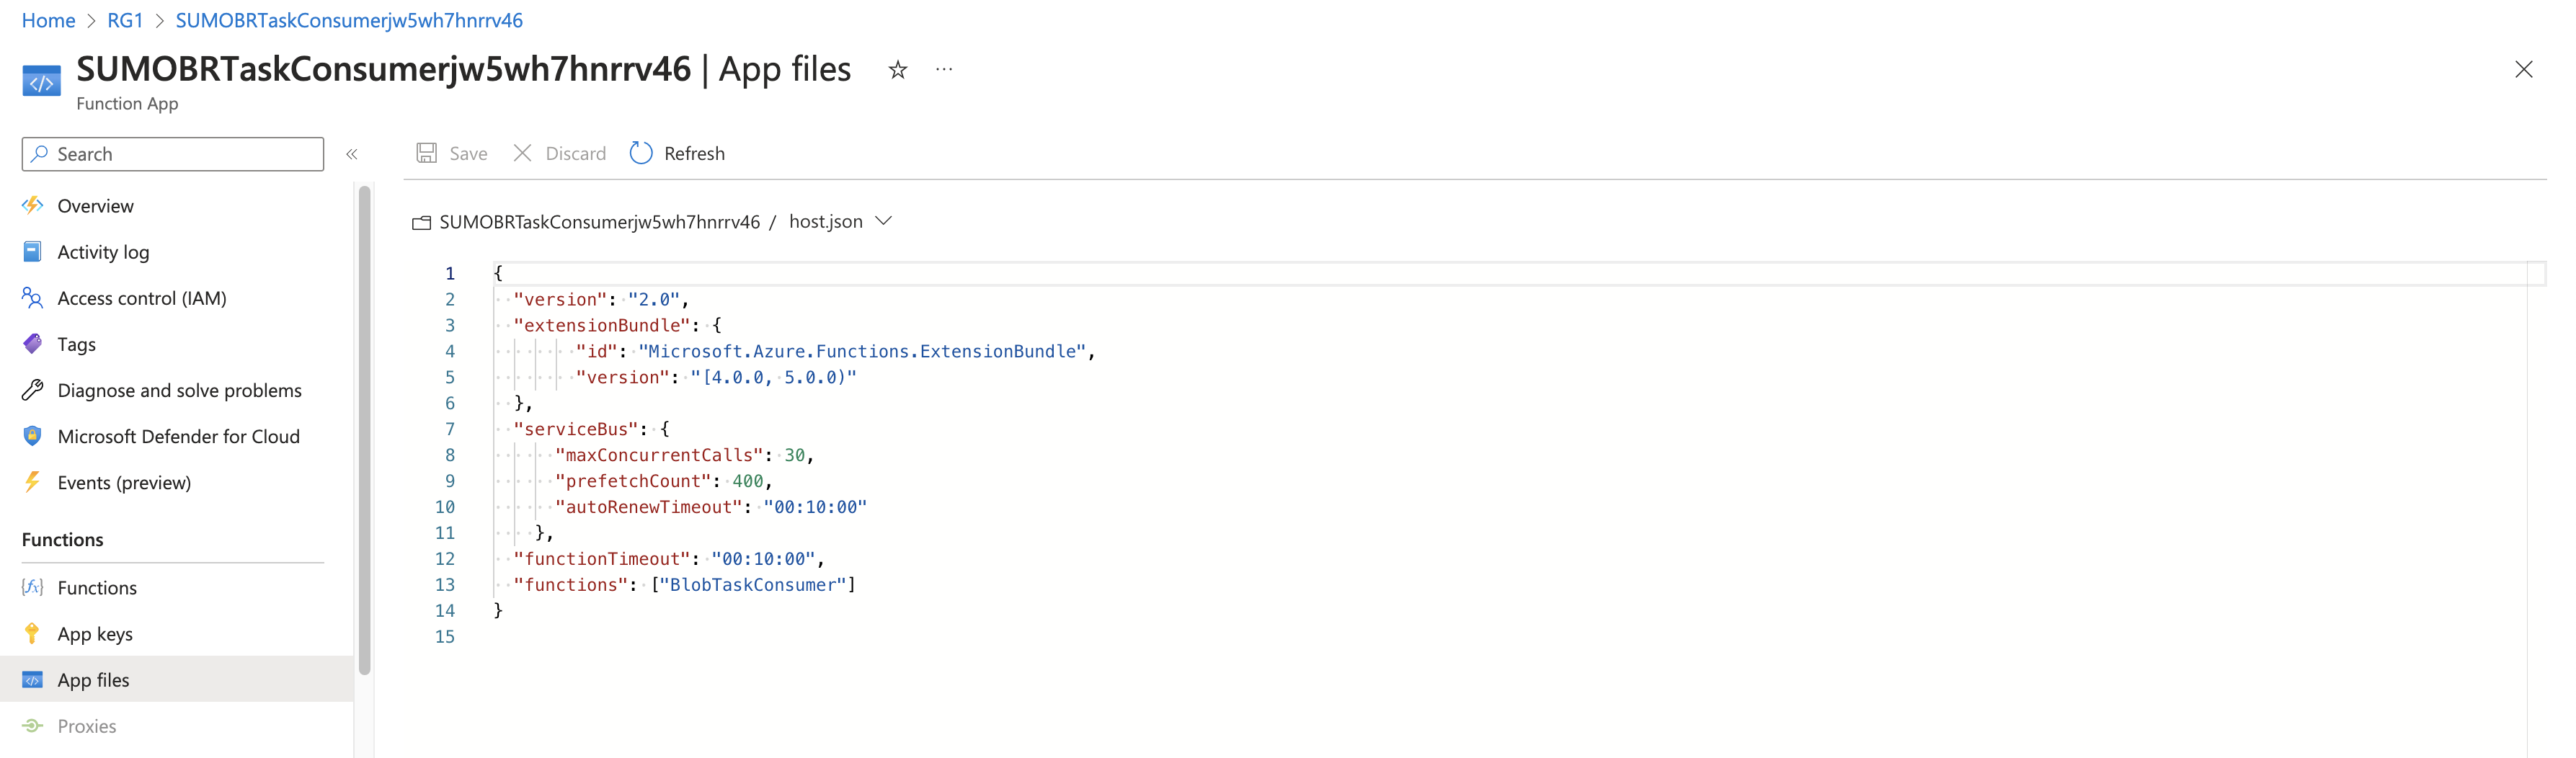 Home > RG1 > SUMOBRTaskConsumerjw5wh7hnrrv46
SUMOBRTaskConsumerjw5wh7hnrrv46 | App files
Function App
Search
Save Discard Refresh
Overview
Activity log
Access control (IAM)
Tags
Diagnose and solve problems
Microsoft Defender for Cloud
Events (preview)
Functions
Functions
App keys
App files
Proxies
SUMOBRTaskConsumerjw5wh7hnrrv46 / host.json
1 {
2 "version": "2.0",
3 "extensionBundle": {
4 "id": "Microsoft.Azure.Functions.ExtensionBundle",
5 "version": "[4.0.0, 5.0.0)"
6 },
7 "serviceBus": {
8 "maxConcurrentCalls": 30,
9 "prefetchCount": 400,
10 "autoRenewTimeout": "00:10:00"
11 },
12 "functionTimeout": "00:10:00",
13 "functions": ["BlobTaskConsumer"]
14 }
15